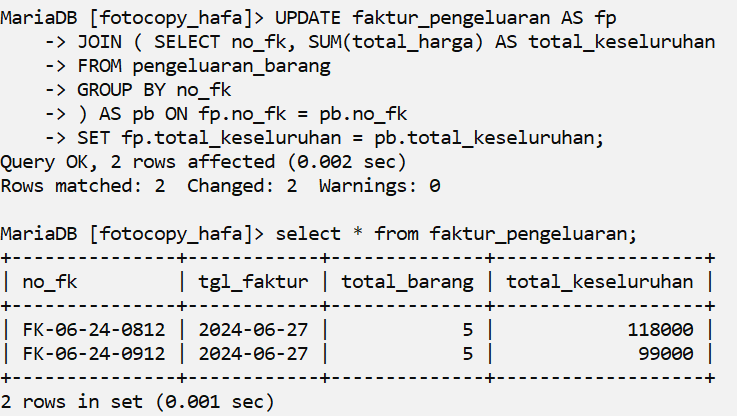 MariaDB [fotocopy_hafa]> UPDATE faktur_pengeluaran AS fp
    -> JOIN ( SELECT no_fk, SUM(total_harga) AS total_keseluruhan
    -> FROM pengeluaran_barang
    -> GROUP BY no_fk
    -> ) AS pb ON fp.no_fk = pb.no_fk
    -> SET fp.total_keseluruhan = pb.total_keseluruhan;
Query OK, 2 rows affected (0.002 sec)
Rows matched: 2  Changed: 2  Warnings: 0

MariaDB [fotocopy_hafa]> select * from faktur_pengeluaran;
+---------------+------------+--------------+-------------------+
| no_fk         | tgl_faktur | total_barang | total_keseluruhan |
+---------------+------------+--------------+-------------------+
| FK-06-24-0812 | 2024-06-27 |            5 |            118000 |
| FK-06-24-0912 | 2024-06-27 |            5 |             99000 |
+---------------+------------+--------------+-------------------+
2 rows in set (0.001 sec)